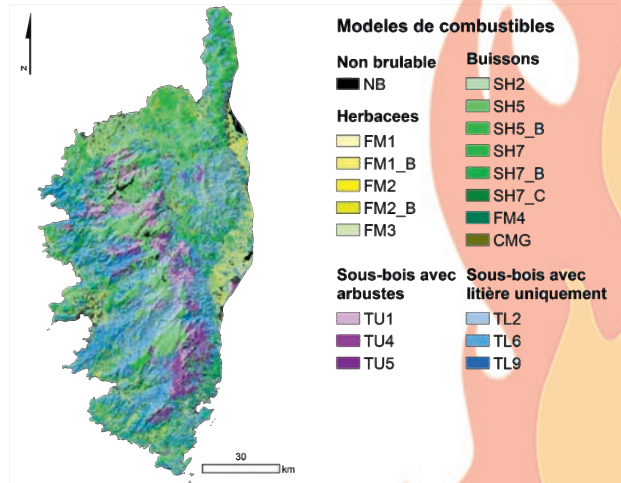 Modeles de combustibles
Non brulable
NB
Herbacees
FM1
FM1_B
FM2
FM2_B
FM3
Buissons
SH2
SH5
SH5_B
SH7
SH7_B
SH7_C
FM4
CMG
Sous-bois avec
arbustes
TU1
TU4
TU5
Sous-bois avec
litière uniquement
TL2
TL6
TL9
N
30
km